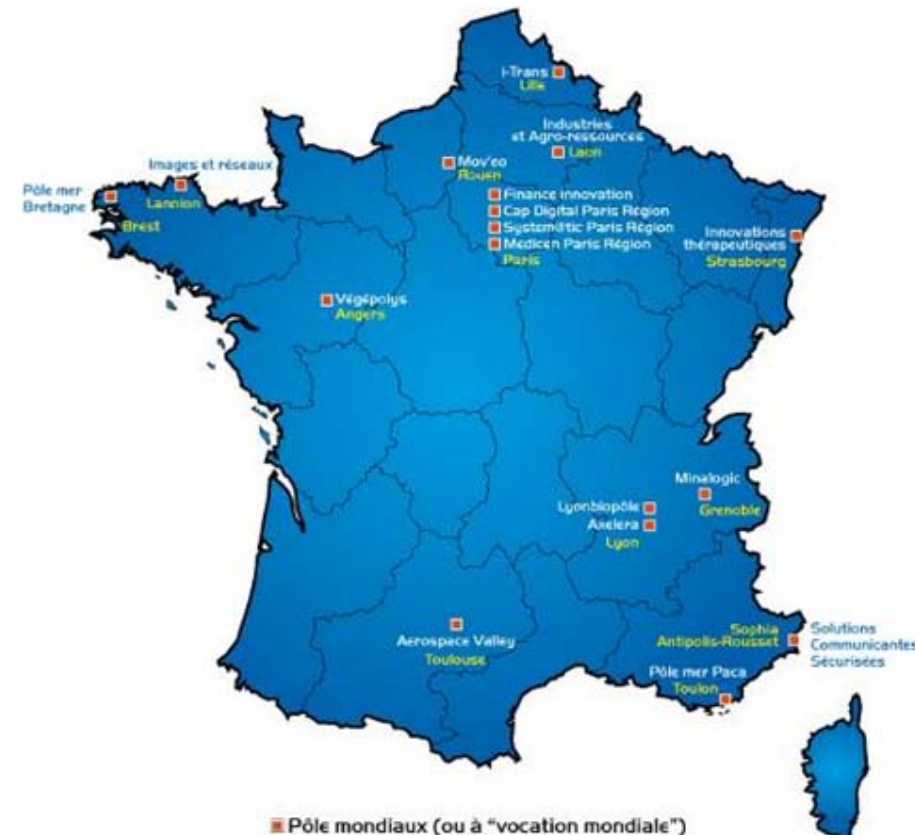 i-Trans
Lille
Industries
et Agro-ressources
Laon
Mov'eo
Rouen
Images et réseaux
Lannion
Pôle mer
Bretagne
Brest
Finance innovation
Cap Digital Paris Région
System@tic Paris Région
Medicen Paris Région
Paris
Innovations
thérapeutiques
Strasbourg
Végépolys
Angers
Minalogic
Grenoble
Lyonbiopôle
Axelera
Lyon
Aerospace Valley
Toulouse
Sophia
Antipolis-Rousset
Solutions
Communicantes
Sécurisées
Pôle mer Paca
Toulon
Pôle mondiaux (ou à "vocation mondiale")